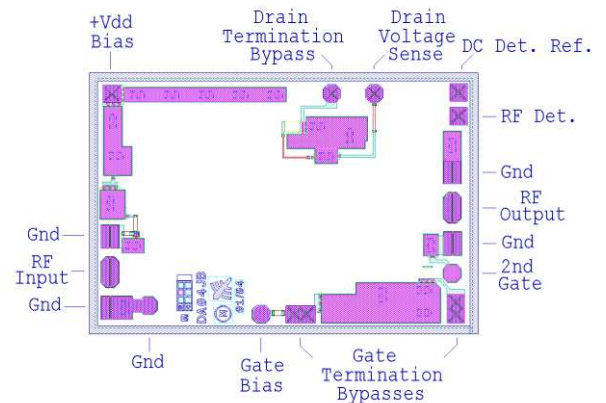 +Vdd
Bias
Drain
Termination
Bypass
Drain
Voltage
Sense
DC Det. Ref.
RF Det.
Gnd
RF
Output
Gnd
2nd
Gate
Gnd
RF
Input
Gnd
Gnd
DA04JB
Gate
Bias
Gate
Termination
Bypasses